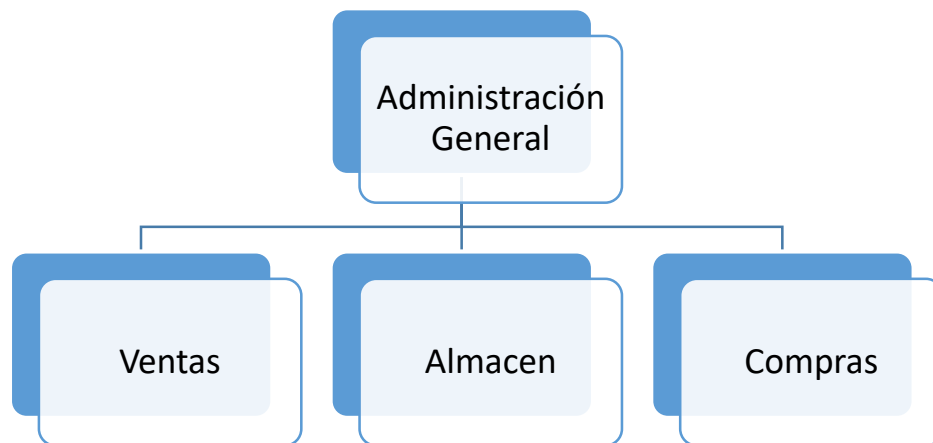 Administración
General
Ventas
Almacen
Compras